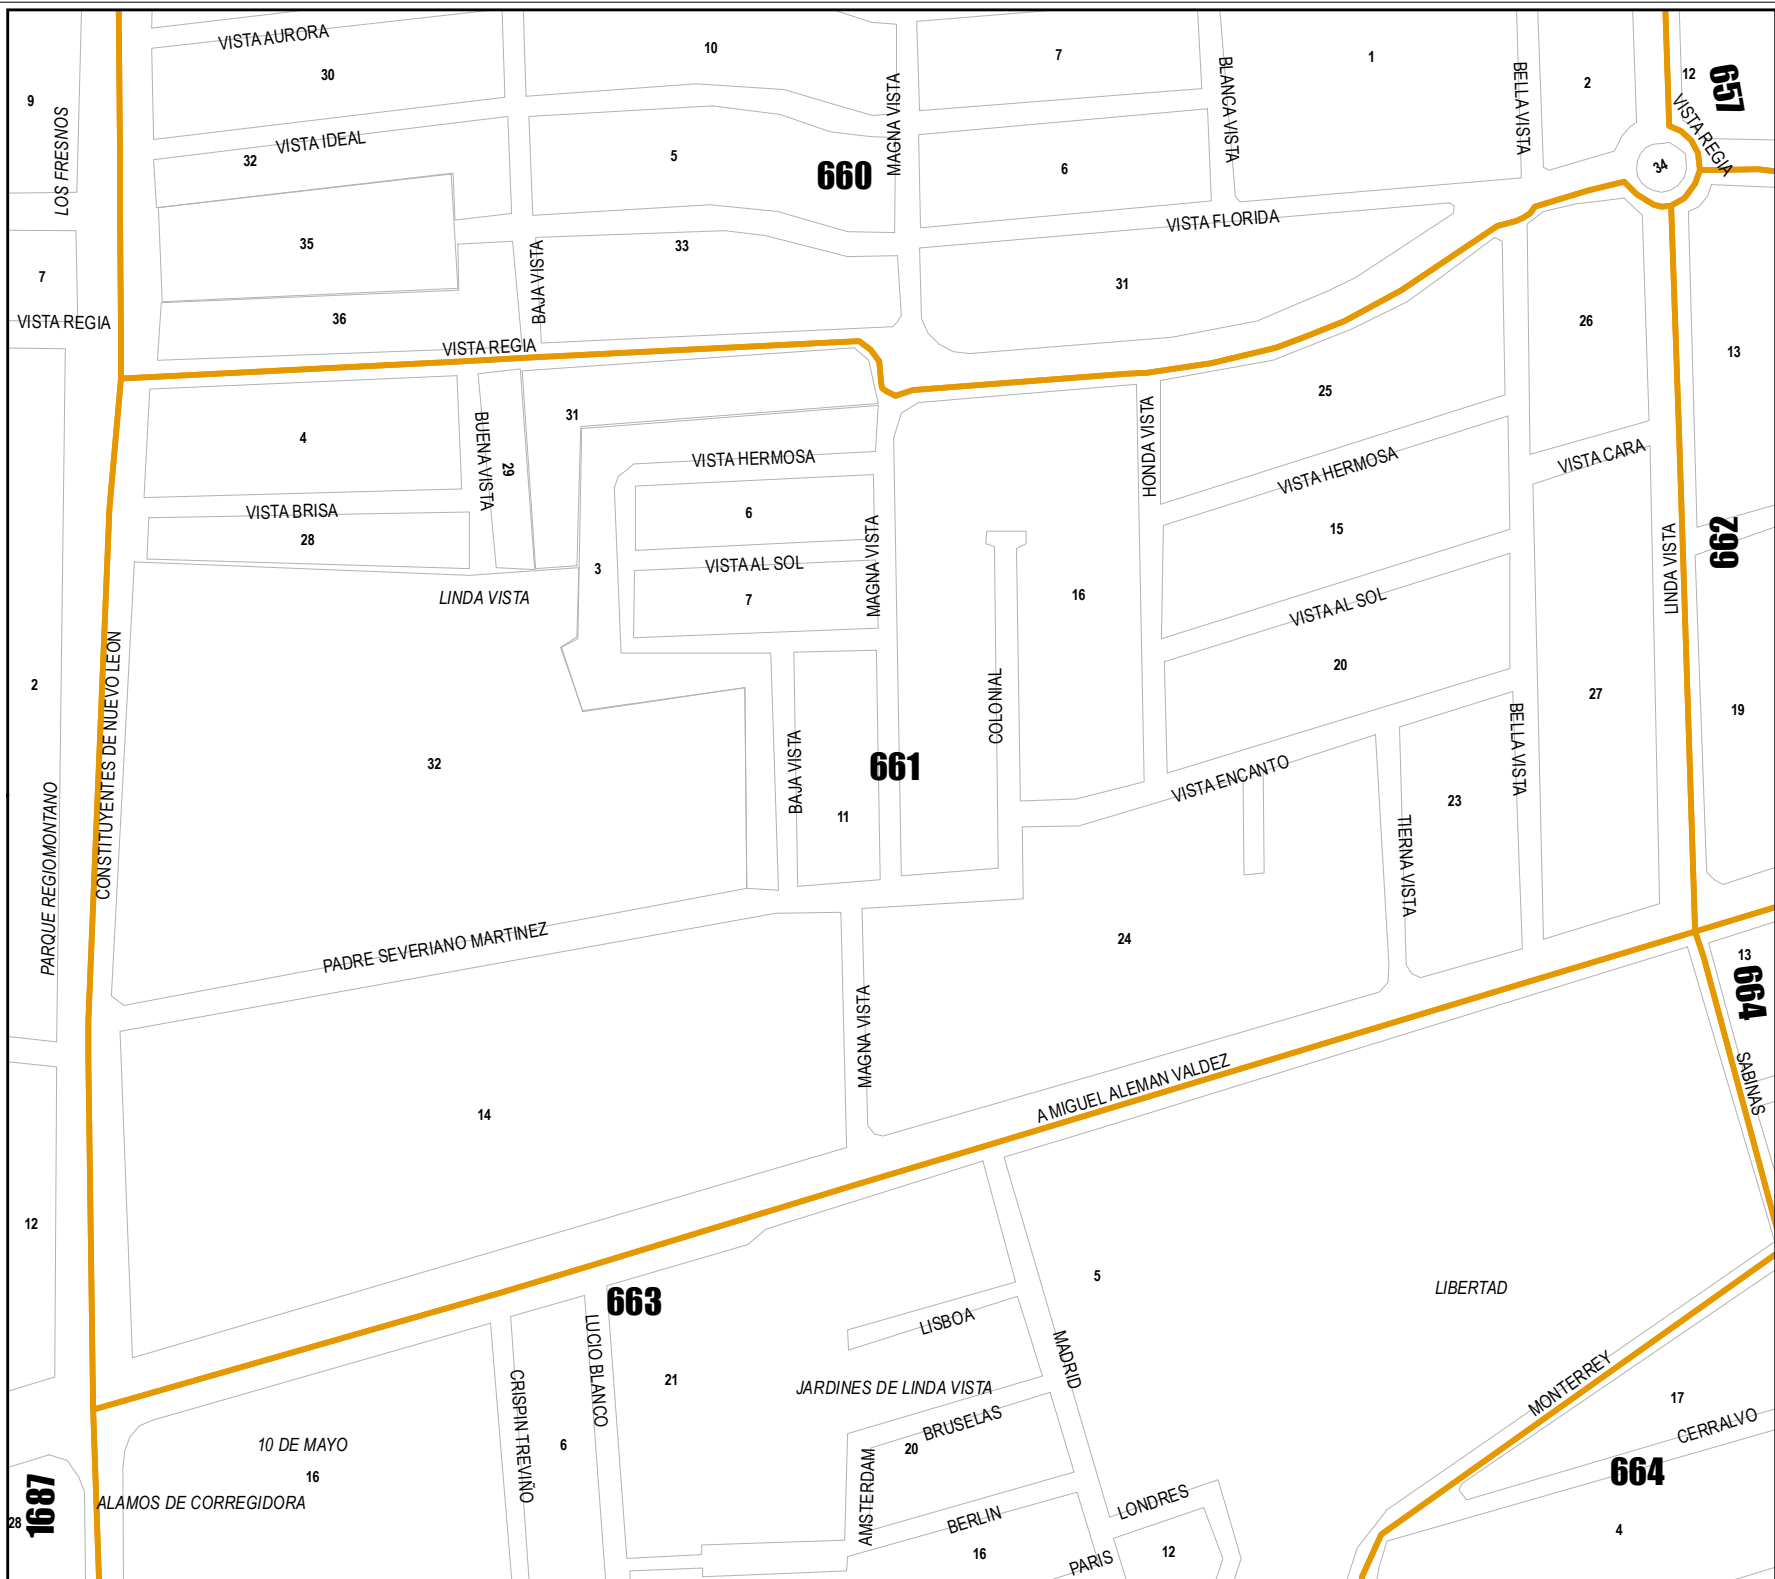 VISTA AURORA
30
10
7
1
2
12
657
9
LOS FRESNOS
MAGNA VISTA
BLANCA VISTA
BELLA VISTA
VISTA REGIA
VISTA IDEAL
32
5
660
6
34
35
33
VISTA FLORIDA
7
BAJA VISTA
31
VISTA REGIA
36
26
13
VISTA REGIA
25
4
BUENA VISTA
29
31
HONDA VISTA
VISTA HERMOSA
VISTA HERMOSA
VISTA CARA
VISTA BRISA
28
6
MAGNA VISTA
15
LINDA VISTA
662
3
VISTA AL SOL
7
16
LINDA VISTA
VISTA AL SOL
20
2
CONSTITUYENTES DE NUEVO LEON
PARQUE REGIOMONTANO
COLONIAL
27
19
32
BAJA VISTA
661
11
BELLA VISTA
VISTA ENCANTO
23
TIERNA VISTA
PADRE SEVERIANO MARTINEZ
24
13
664
MAGNA VISTA
14
A MIGUEL ALEMAN VALDEZ
SABINAS
12
5
LIBERTAD
663
LUCIO BLANCO
LISBOA
MADRID
21
JARDINES DE LINDA VISTA
MONTERREY
17
CERRALVO
CRISPIN TREVIÑO
6
BRUSELAS
20
10 DE MAYO
16
AMSTERDAM
664
ALAMOS DE CORREGIDORA
28
1687
BERLIN
LONDRES
4
16
PARIS
12